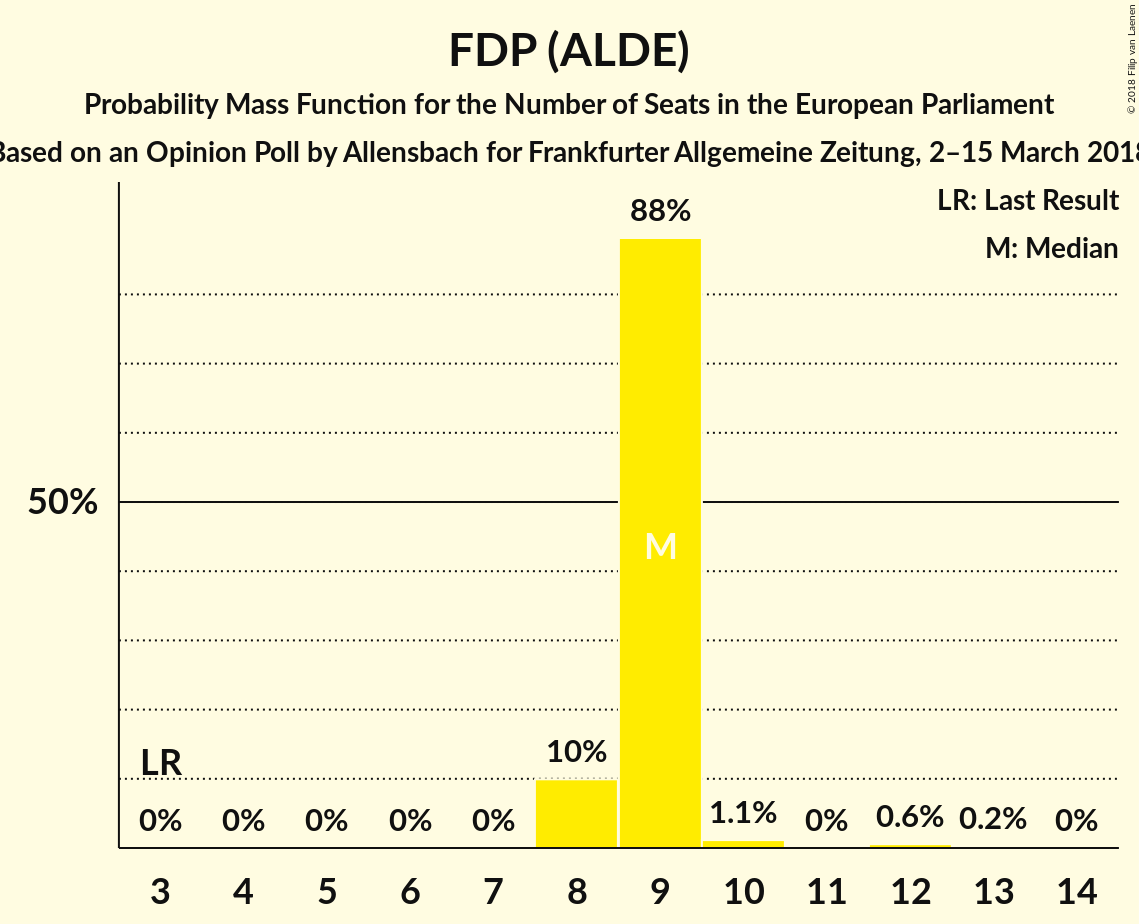 FDP (ALDE)
Probability Mass Function for the Number of Seats in the European Parliament
Based on an Opinion Poll by Allensbach for Frankfurter Allgemeine Zeitung, 2–15 March 2018
© 2018 Filip van Laenen
LR: Last Result
M: Median
88%
50%
M
LR
10%
0% 0% 0% 0% 0% 1.1% 0% 0.6% 0.2% 0%
3 4 5 6 7 8 9 10 11 12 13 14